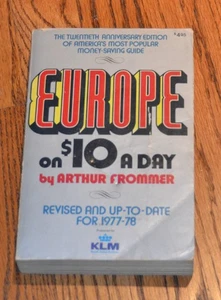 THE TWENTIETH ANNIVERSARY EDITION
OF AMERICA'S MOST POPULAR
MONEY-SAVING GUIDE
EUROPE
on $10 A DAY
by ARTHUR FROMMER
REVISED AND UP-TO-DATE
FOR 1977-78
KLM